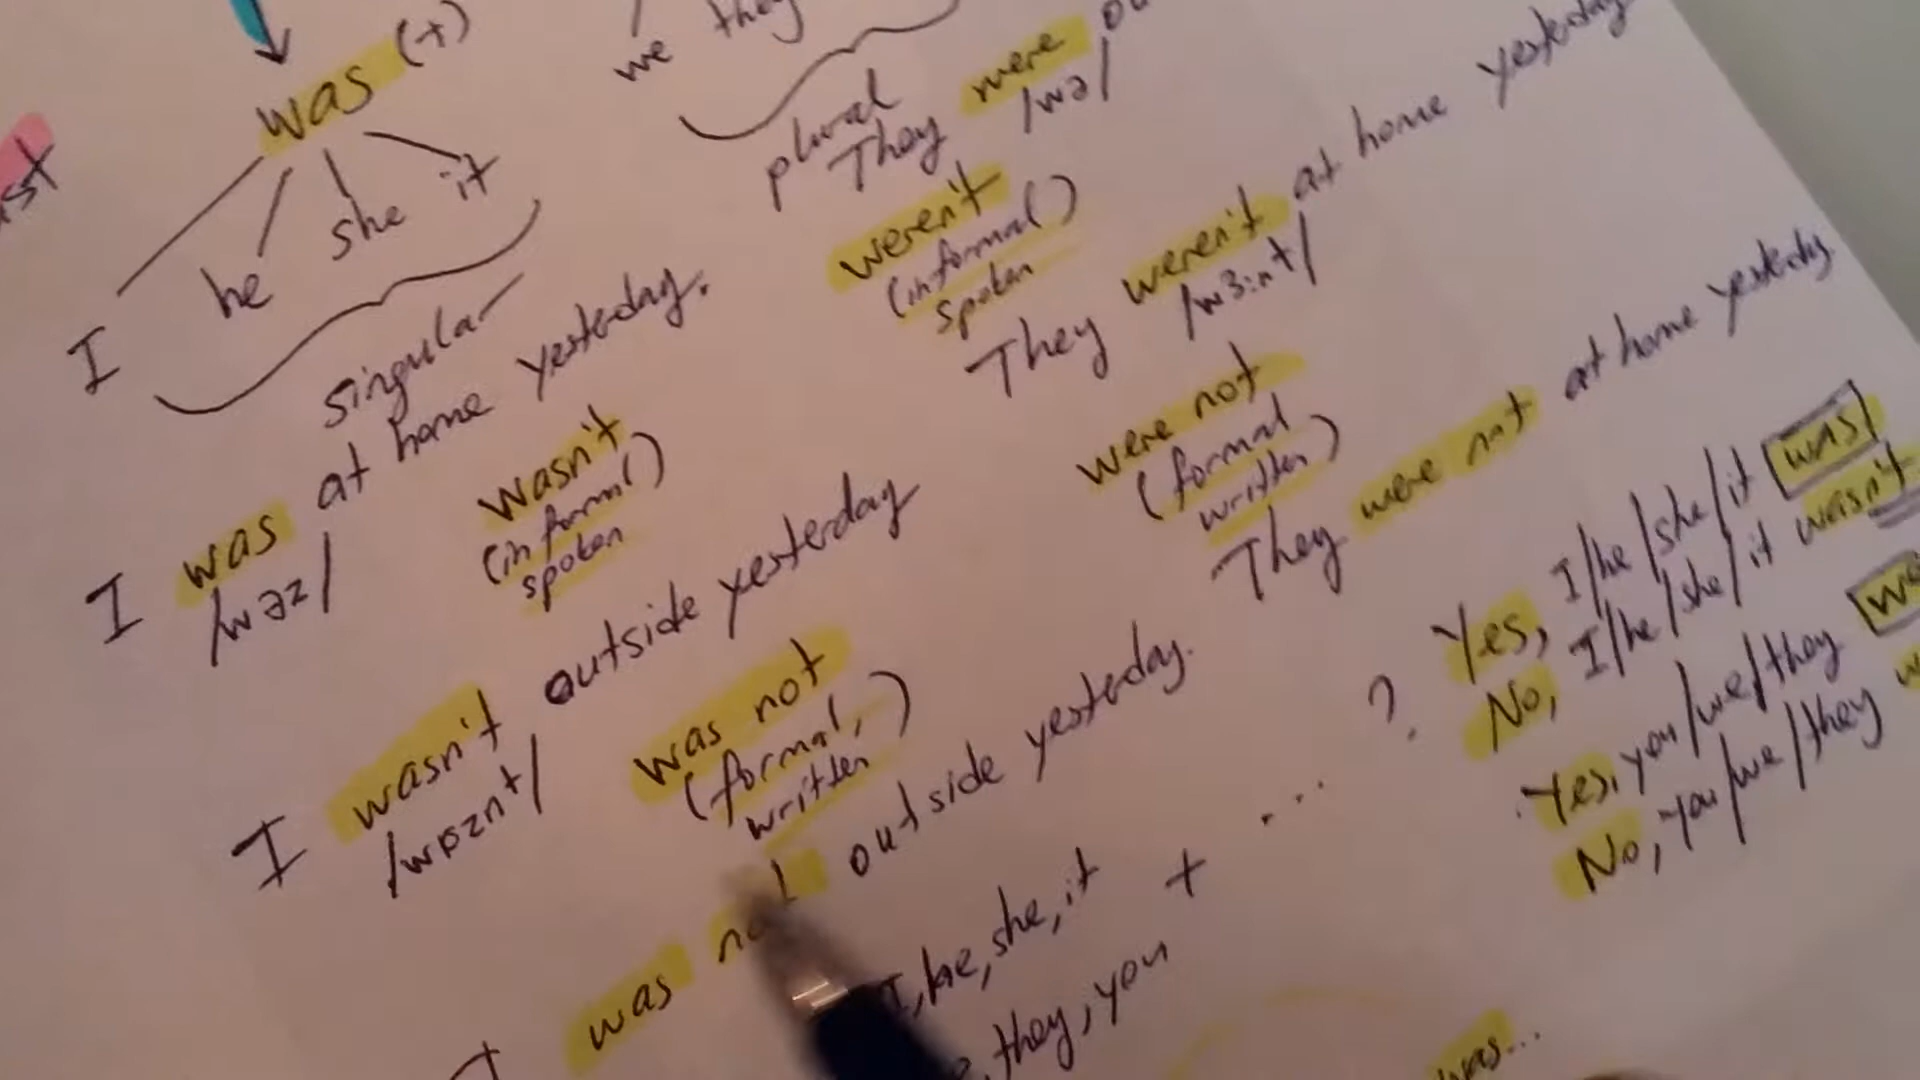 was (+)
I he she it
singular
I was at home yesterday.
/wəz/
wasn't
(informal)
spoken
I wasn't outside yesterday
/wɒznt/
was not
(formal,
written)
was outside yesterday.
we they
plural
They were
/wə/
weren't
(informal)
spoken
They weren't at home yesterday
/wɜ:nt/
were not
(formal
written)
They were not at home yesterday
I, he, she, it + ... ?
they, you
Yes, I/he/she/it was
No, I/he/she/it wasn't
Yes, you/we/they
No, you/we/they
was...